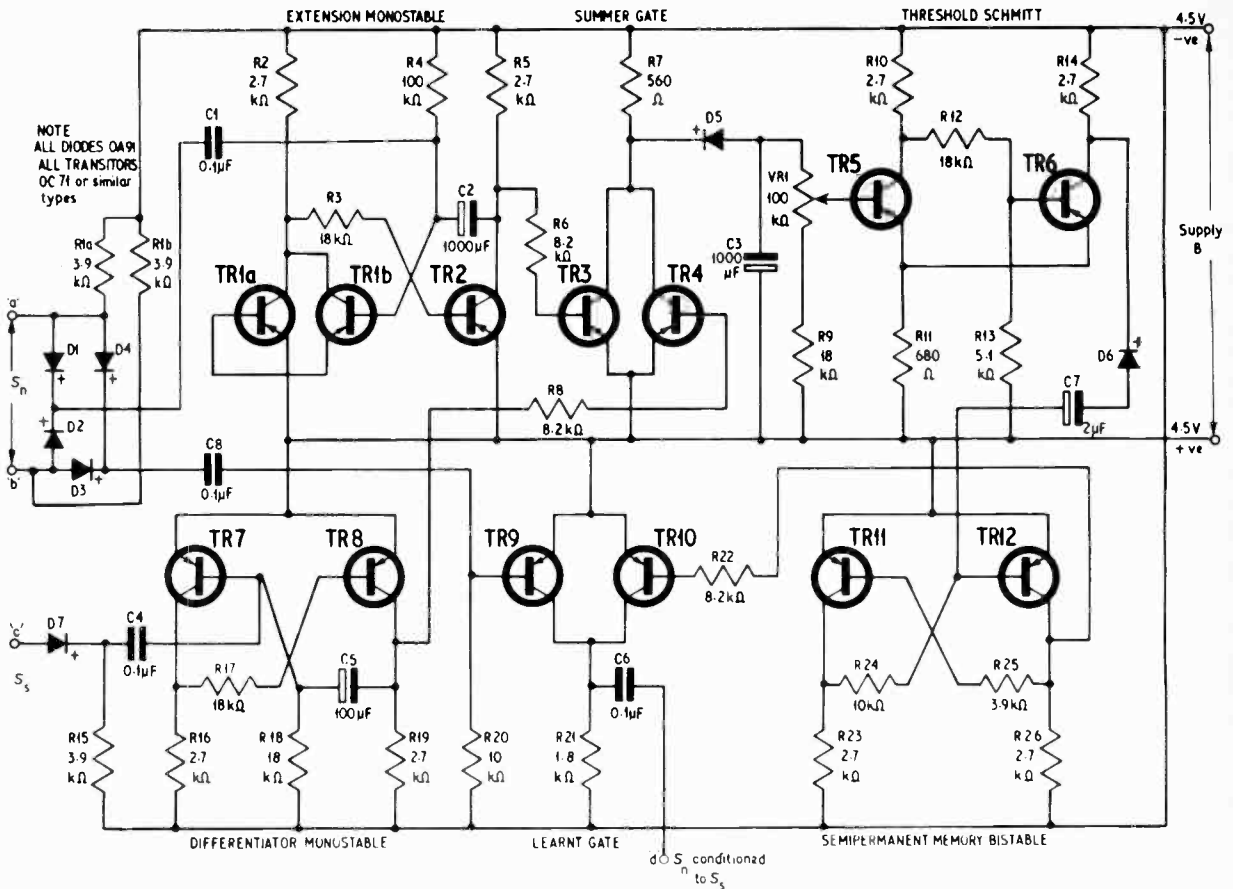 EXTENSION MONOSTABLE
SUMMER GATE
THRESHOLD SCHMITT
4.5V
-ve
R2
2.7
kΩ
R4
100
kΩ
R5
2.7
kΩ
R7
560
Ω
R10
2.7
kΩ
R14
2.7
kΩ
NOTE
ALL DIODES OA91
ALL TRANSITORS
OC 71 or similar
types
C1
0.1µF
D5
R12
18kΩ
TR5
TR6
VR1
100
kΩ
R3
18kΩ
C2
1000µF
R6
8.2
kΩ
R1a
3.9
kΩ
R1b
3.9
kΩ
C3
1000
µF
Supply
B
TR1a
TR1b
TR2
TR3
TR4
'a'
D1
D4
Sn
R9
18
kΩ
R11
680
Ω
R13
5.1
kΩ
D6
D2
R8
8.2kΩ
C7
2µF
C8
0.1µF
4.5V
+ve
'b'
D3
TR7
TR8
TR9
TR10
TR11
TR12
R22
8.2kΩ
'c'
D7
C4
0.1µF
Ss
R17
18kΩ
C5
100µF
C6
0.1µF
R24
10kΩ
R25
3.9kΩ
R15
3.9
kΩ
R16
2.7
kΩ
R18
18
kΩ
R19
2.7
kΩ
R20
10
kΩ
R21
1.8
kΩ
R23
2.7
kΩ
R26
2.7
kΩ
DIFFERENTIATOR MONOSTABLE
LEARNT GATE
SEMIPERMANENT MEMORY BISTABLE
d
Sn conditioned
to Ss